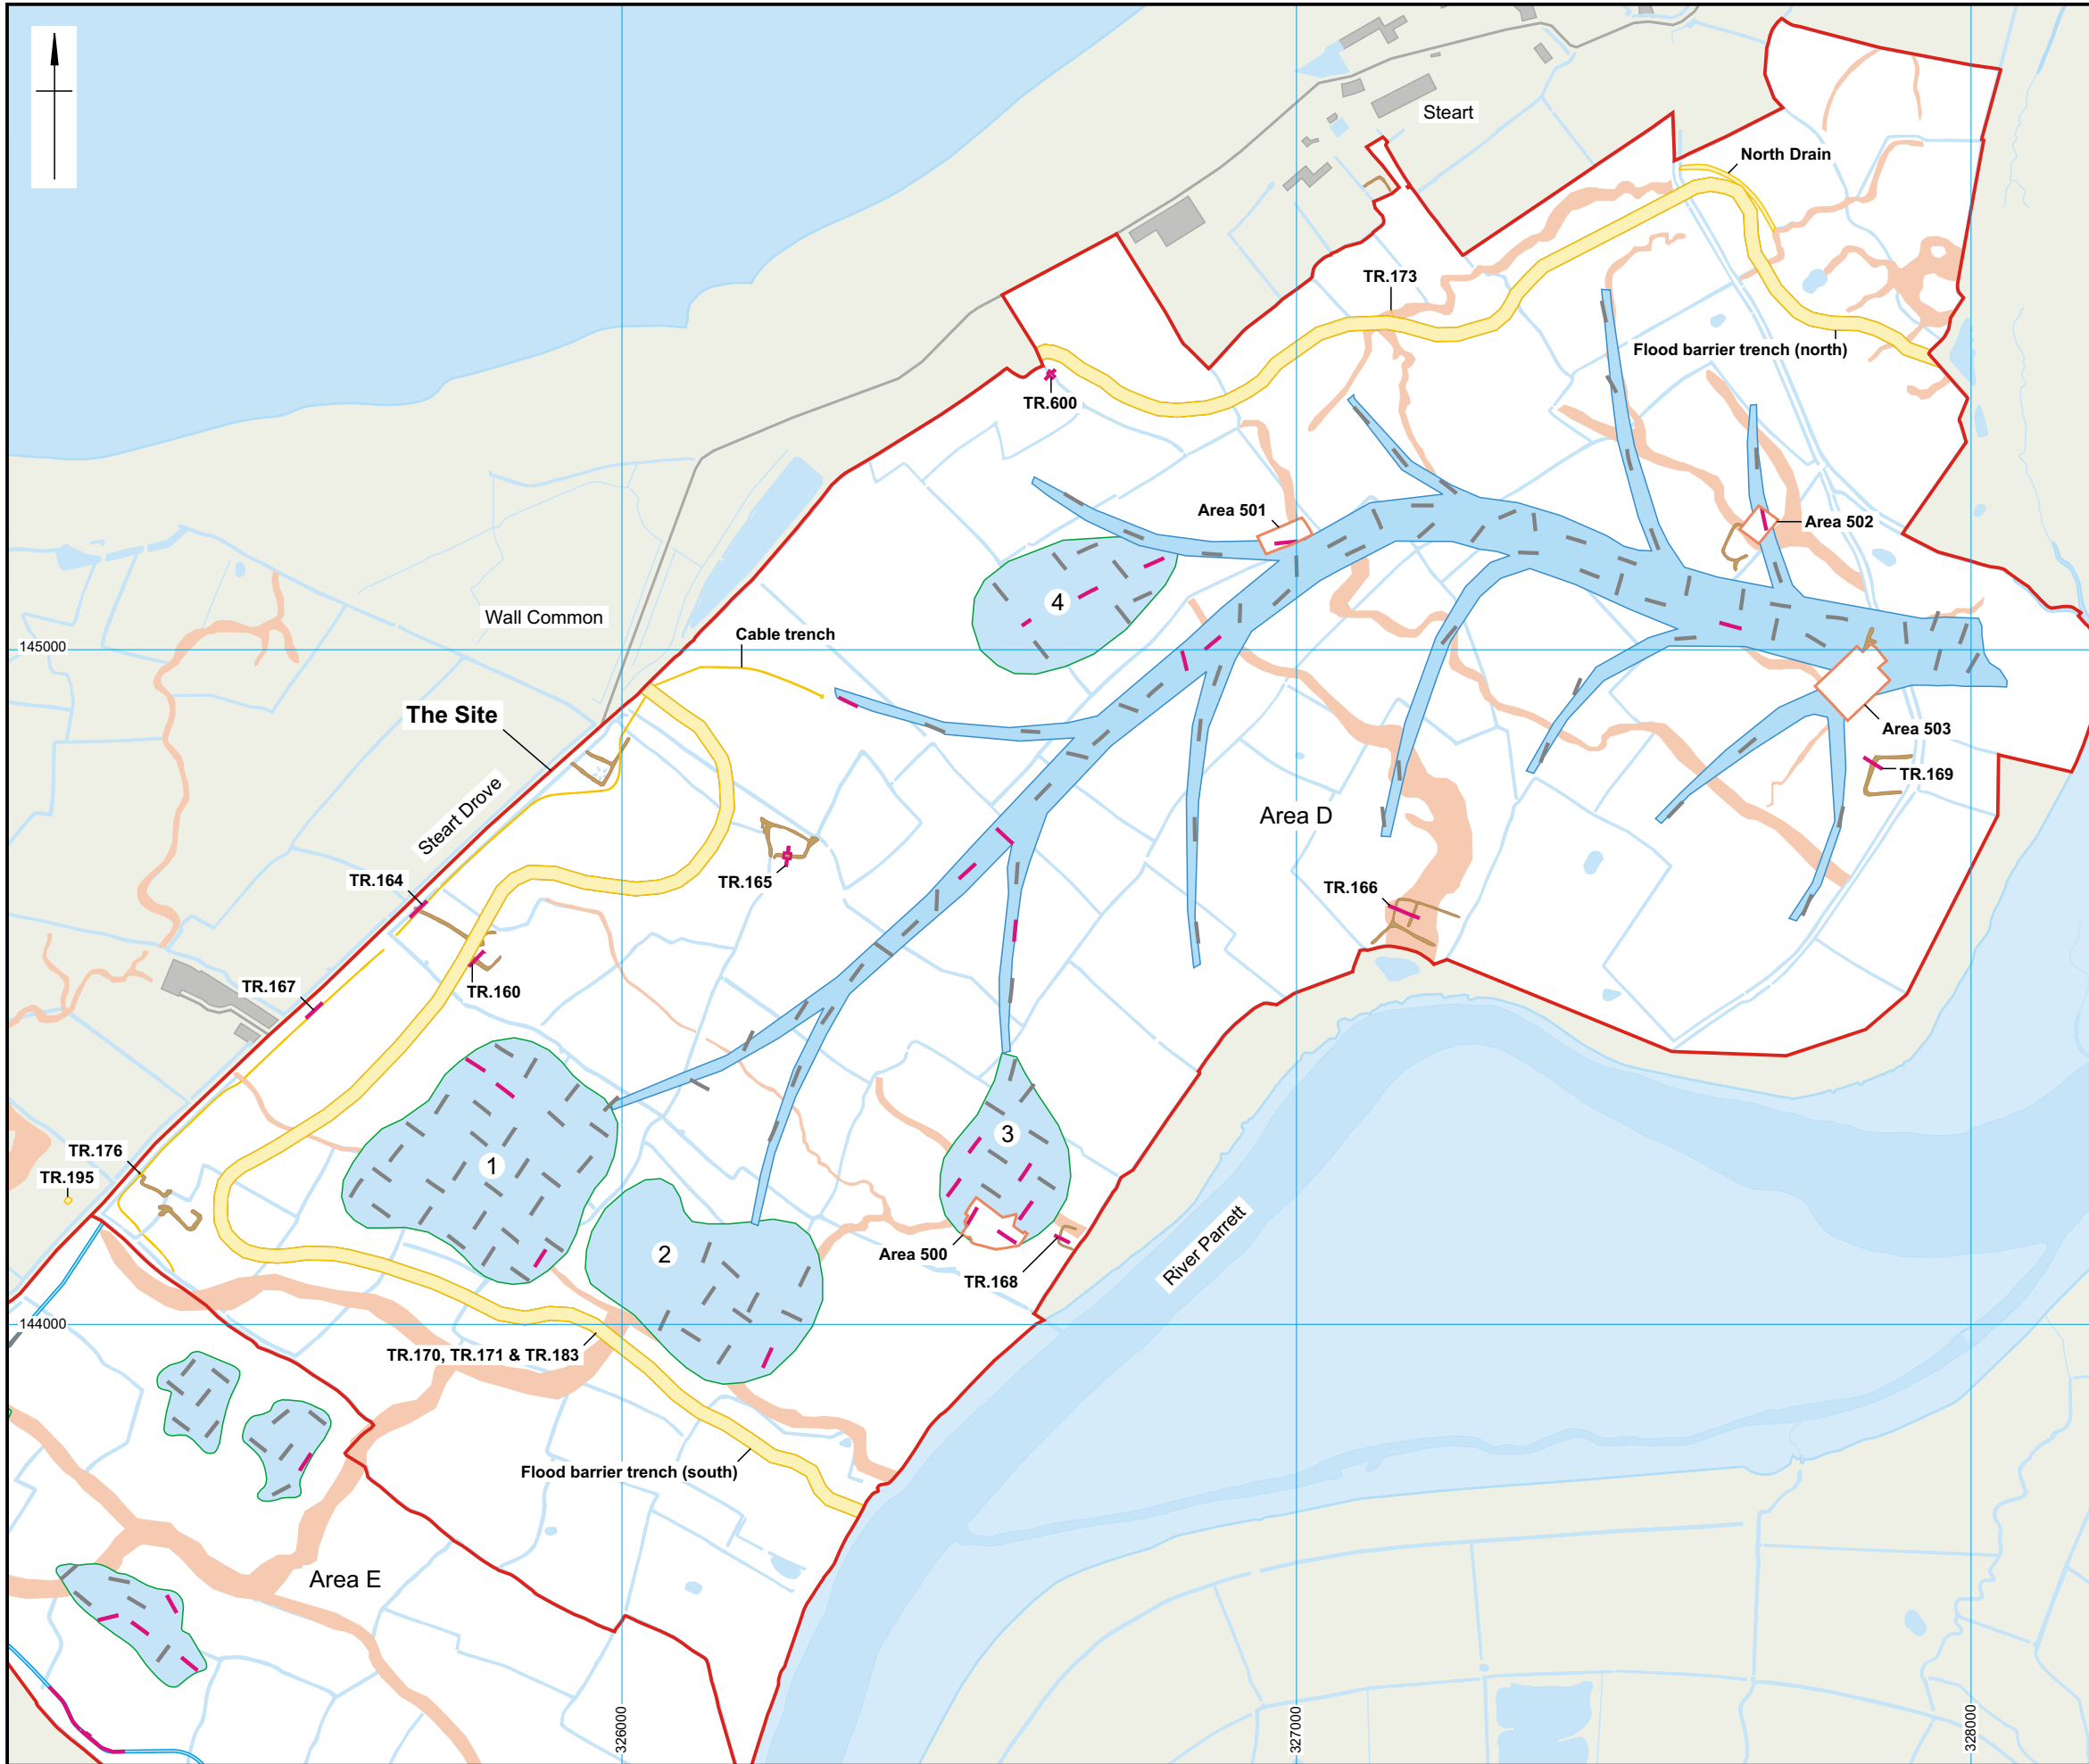 Steart
North Drain
TR.173
Flood barrier trench (north)
TR.600
Area 501
Area 502
4
Wall Common
145000
Cable trench
The Site
Area 503
TR.169
Steart Drove
Area D
TR.164
TR.165
TR.166
TR.167
TR.160
3
TR.176
1
TR.195
River Parrett
2
Area 500
TR.168
144000
TR.170, TR.171 & TR.183
Flood barrier trench (south)
Area E
326000
327000
328000